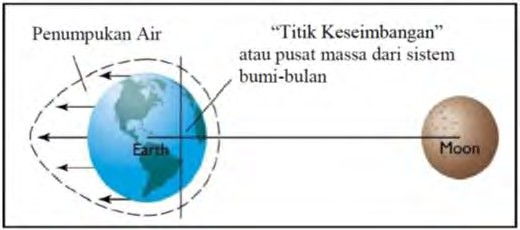 Penumpukan Air
“Titik Keseimbangan”
atau pusat massa dari sistem
bumi-bulan
Earth
Moon